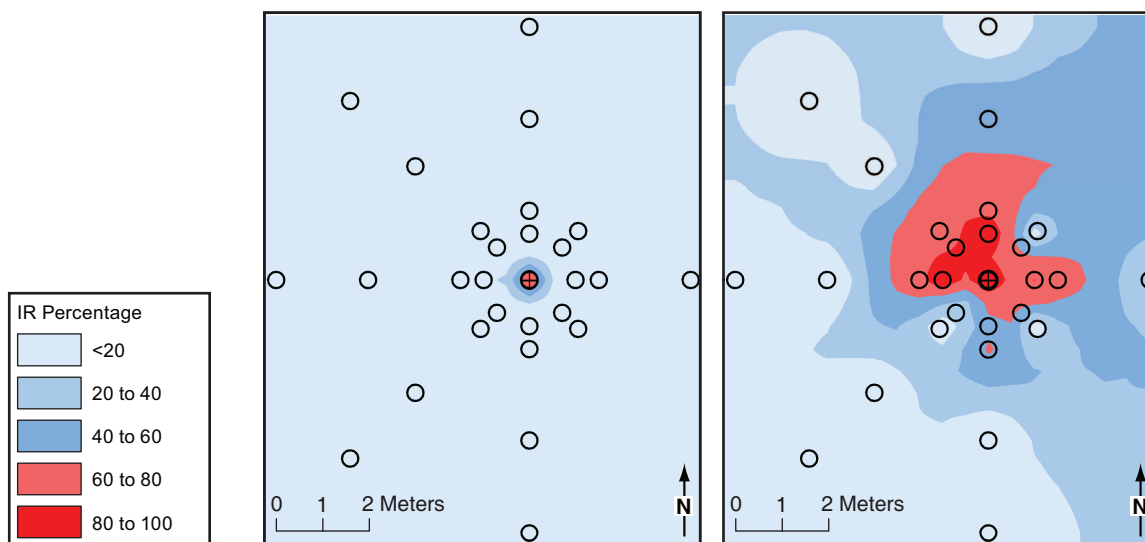 IR Percentage
<20
20 to 40
40 to 60
60 to 80
80 to 100
0 1 2 Meters
N
0 1 2 Meters
N